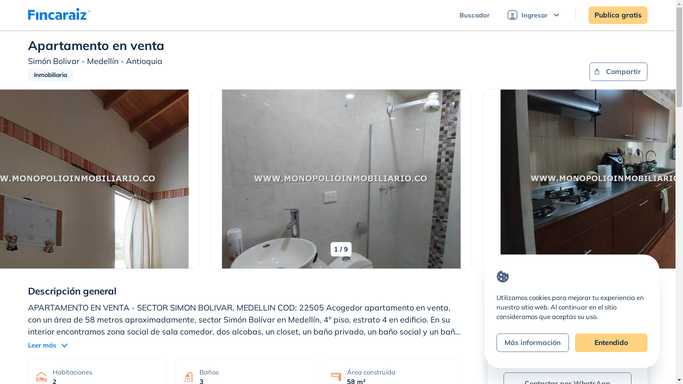 Fincaraiz
Buscador
Ingresar
Publica gratis
Apartamento en venta
Simón Bolivar - Medellín - Antioquia
Inmobiliaria
Compartir
WWW.MONOPOLIOINMOBILIARIO.CO
WWW.MONOPOLIOINMOBILIARIO.CO
WWW.MONOPOLIOINMOBILIARIO.CO
1 / 9
Descripción general
APARTAMENTO EN VENTA - SECTOR SIMON BOLIVAR, MEDELLIN COD: 22505 Acogedor apartamento en venta,
con un área de 58 metros aproximadamente, sector Simón Bolívar en Medellín, 4° piso, estrato 4 en edificio. En su
interior encontramos zona social de sala comedor, dos alcobas, un closet, un baño privado, un baño social y un bañ...
Leer más
Utilizamos cookies para mejorar tu experiencia en
nuestro sitio web. Al continuar en el sitio
consideramos que aceptas su uso.
Más información
Entendido
Contactar por WhatsApp
Habitaciones
2
Baños
3
Área construida
58 m²